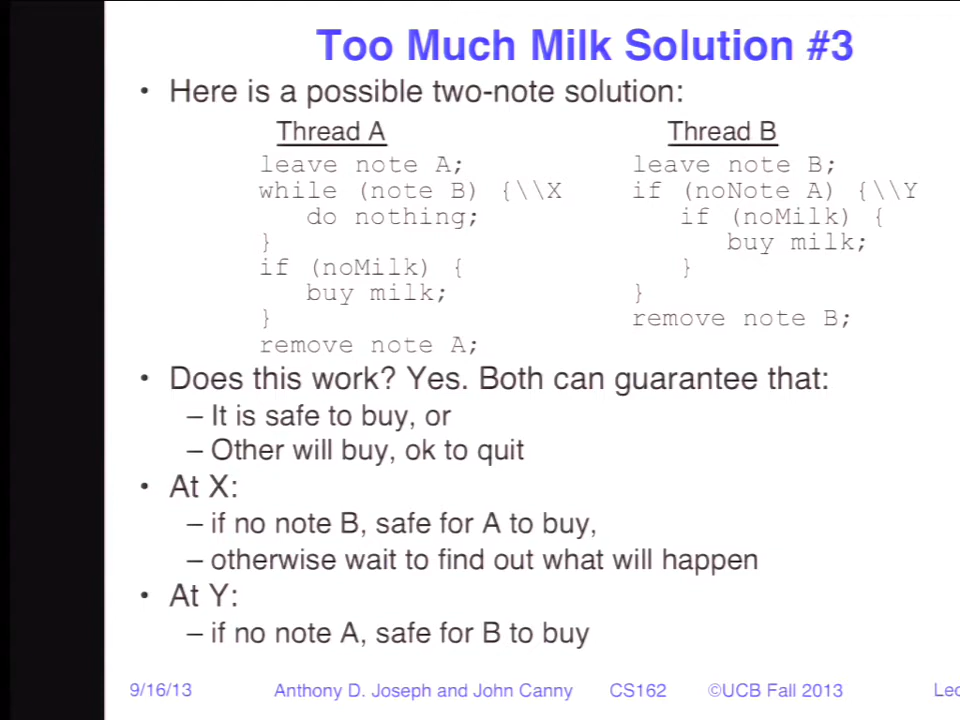 Too Much Milk Solution #3
• Here is a possible two-note solution:
Thread A
leave note A;
while (note B) {\\X
do nothing;
}
if (noMilk) {
buy milk;
}
remove note A;
Thread B
leave note B;
if (noNote A) {\\Y
if (noMilk) {
buy milk;
}
}
remove note B;
• Does this work? Yes. Both can guarantee that:
– It is safe to buy, or
– Other will buy, ok to quit
• At X:
– if no note B, safe for A to buy,
– otherwise wait to find out what will happen
• At Y:
– if no note A, safe for B to buy
9/16/13 Anthony D. Joseph and John Canny CS162 ©UCB Fall 2013